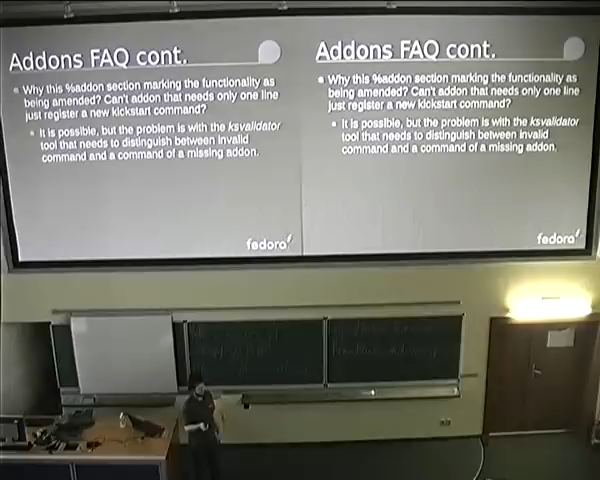 Addons FAQ cont.
Why this %addon section marking the functionality as
being amended? Can't addon that needs only one line
just register a new kickstart command?
It is possible, but the problem is with the ksvalidator
tool that needs to distinguish between invalid
command and a command of a missing addon.
fedora
Addons FAQ cont.
Why this %addon section marking the functionality as
being amended? Can't addon that needs only one line
just register a new kickstart command?
It is possible, but the problem is with the ksvalidator
tool that needs to distinguish between invalid
command and a command of a missing addon.
fedora